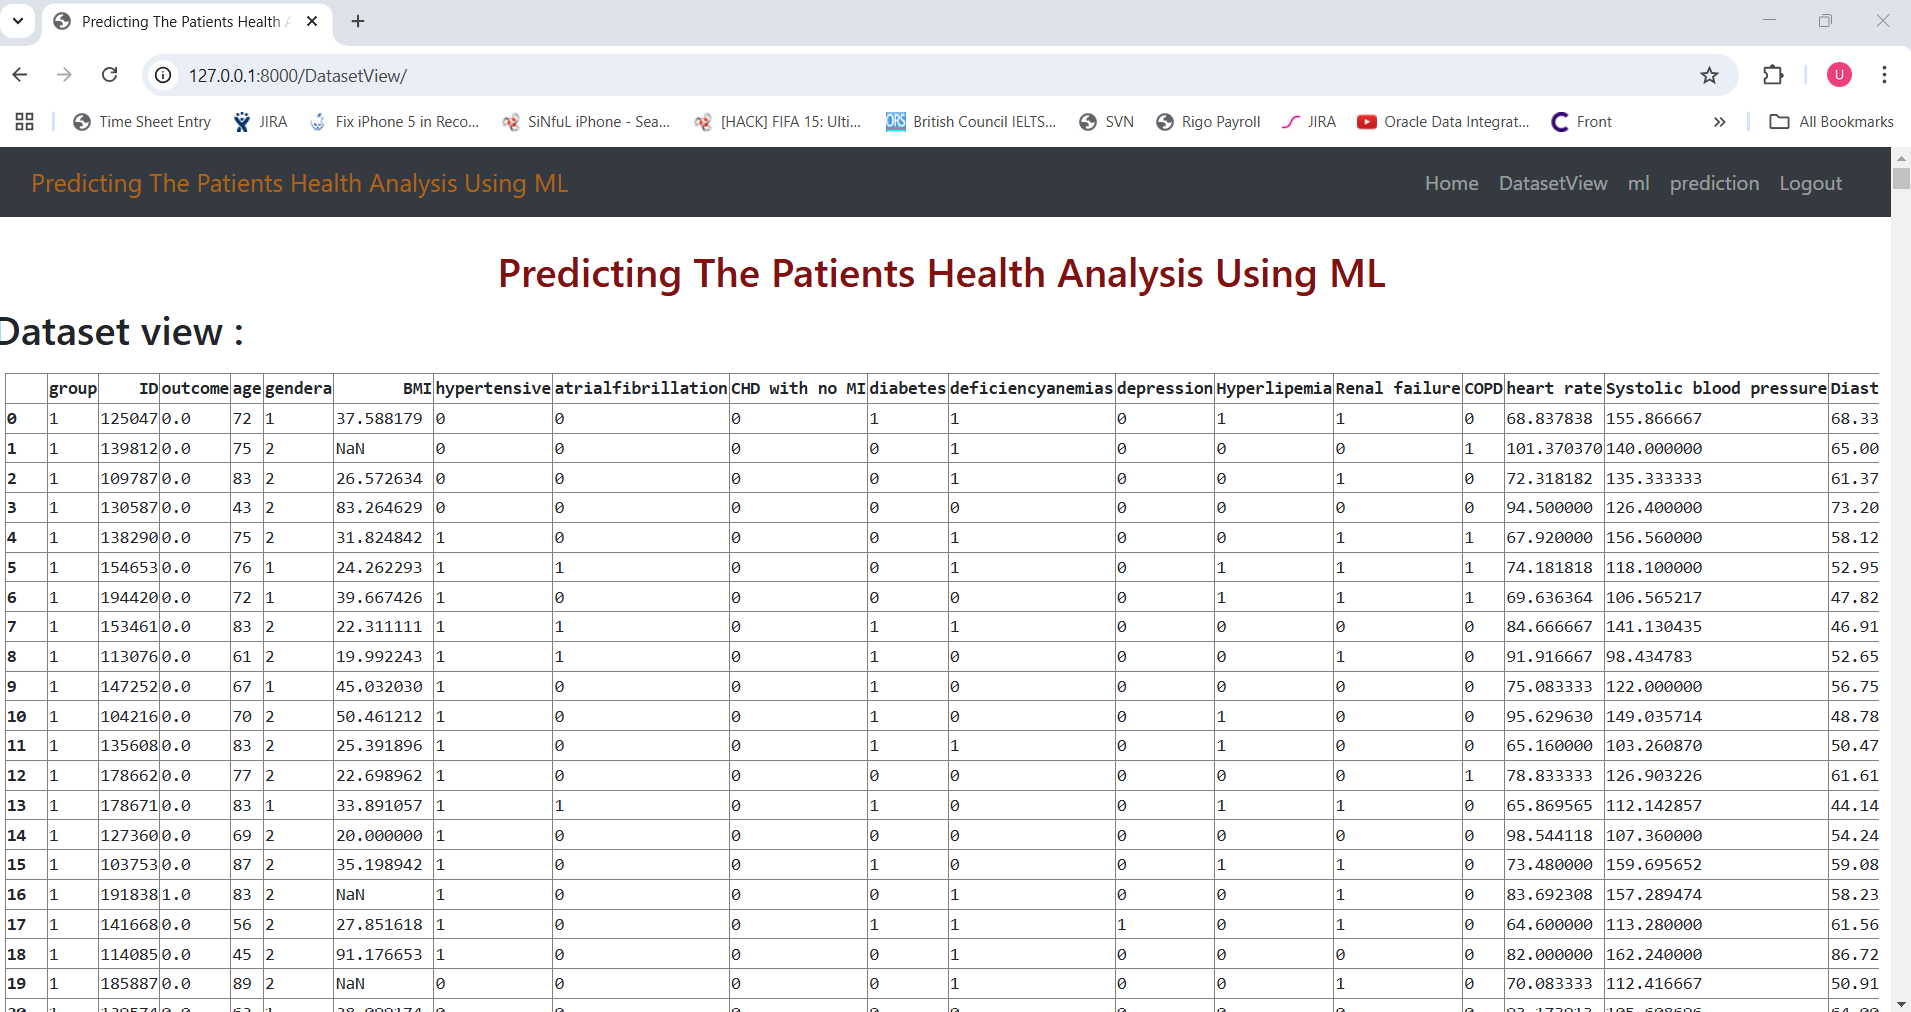 Predicting The Patients Health A
127.0.0.1:8000/DatasetView/
U
Time Sheet Entry JIRA Fix iPhone 5 in Reco... SiNfuL iPhone - Sea... [HACK] FIFA 15: Ulti... ORS British Council IELTS... SVN Rigo Payroll JIRA Oracle Data Integrat... Front » All Bookmarks
Predicting The Patients Health Analysis Using ML Home DatasetView ml prediction Logout
Predicting The Patients Health Analysis Using ML
Dataset view :
group ID outcome age gendera BMI hypertensive atrialfibrillation CHD with no MI diabetes deficiencyanemias depression Hyperlipemia Renal failure COPD heart rate Systolic blood pressure Diast
0 1 125047 0.0 72 1 37.588179 0 0 0 1 1 0 1 1 0 68.837838 155.866667 68.33
1 1 139812 0.0 75 2 NaN 0 0 0 0 1 0 0 0 1 101.370370 140.000000 65.00
2 1 109787 0.0 83 2 26.572634 0 0 0 0 1 0 0 1 0 72.318182 135.333333 61.37
3 1 130587 0.0 43 2 83.264629 0 0 0 0 0 0 0 0 0 94.500000 126.400000 73.20
4 1 138290 0.0 75 2 31.824842 1 0 0 0 1 0 0 1 1 67.920000 156.560000 58.12
5 1 154653 0.0 76 1 24.262293 1 1 0 0 1 0 1 1 1 74.181818 118.100000 52.95
6 1 194420 0.0 72 1 39.667426 1 0 0 0 0 0 1 1 1 69.636364 106.565217 47.82
7 1 153461 0.0 83 2 22.311111 1 1 0 1 1 0 0 0 0 84.666667 141.130435 46.91
8 1 113076 0.0 61 2 19.992243 1 1 0 1 0 0 0 1 0 91.916667 98.434783 52.65
9 1 147252 0.0 67 1 45.032030 1 0 0 1 0 0 0 0 0 75.083333 122.000000 56.75
10 1 104216 0.0 70 2 50.461212 1 0 0 1 0 0 1 0 0 95.629630 149.035714 48.78
11 1 135608 0.0 83 2 25.391896 1 0 0 1 1 0 1 0 0 65.160000 103.260870 50.47
12 1 178662 0.0 77 2 22.698962 1 0 0 0 0 0 0 0 1 78.833333 126.903226 61.61
13 1 178671 0.0 83 1 33.891057 1 1 0 1 0 0 1 1 0 65.869565 112.142857 44.14
14 1 127360 0.0 69 2 20.000000 1 0 0 0 0 0 0 0 0 98.544118 107.360000 54.24
15 1 103753 0.0 87 2 35.198942 1 0 0 1 0 0 1 1 0 73.480000 159.695652 59.08
16 1 191838 1.0 83 2 NaN 1 0 0 0 1 0 0 1 0 83.692308 157.289474 58.23
17 1 141668 0.0 56 2 27.851618 1 0 0 1 1 1 0 1 0 64.600000 113.280000 61.56
18 1 114085 0.0 45 2 91.176653 1 0 0 0 1 0 0 0 0 82.000000 162.240000 86.72
19 1 185887 0.0 89 2 NaN 0 0 0 0 1 0 0 1 0 70.083333 112.416667 50.91